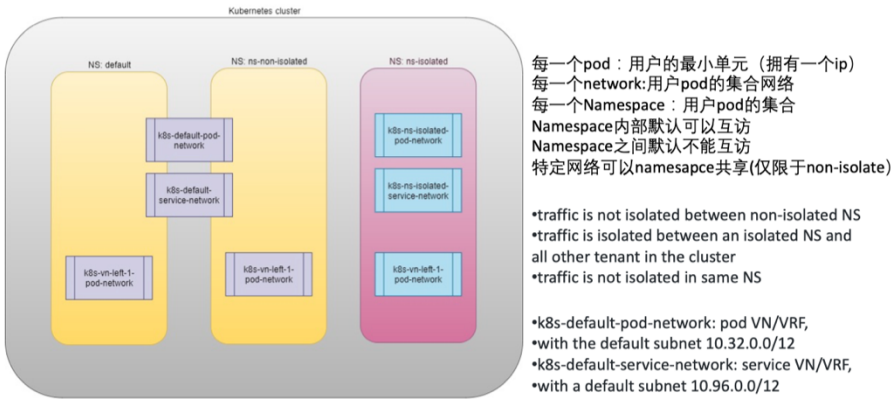 Kubernetes cluster
NS: default
NS: ns-non-isolated
NS: ns-isolated
k8s-default-pod-
network
k8s-default-
service-network
k8s-vn-left-1-
pod-network
k8s-vn-left-1-
pod-network
k8s-ns-isolated-
pod-network
k8s-ns-isolated-
service-network
k8s-vn-left-1-
pod-network
每一个pod：用户的最小单元（拥有一个ip）
每一个network:用户pod的集合网络
每一个Namespace：用户pod的集合
Namespace内部默认可以互访
Namespace之间默认不能互访
特定网络可以namesapce共享(仅限于non-isolate)
•traffic is not isolated between non-isolated NS
•traffic is isolated between an isolated NS and
all other tenant in the cluster
•traffic is not isolated in same NS
•k8s-default-pod-network: pod VN/VRF,
•with the default subnet 10.32.0.0/12
•k8s-default-service-network: service VN/VRF,
•with a default subnet 10.96.0.0/12